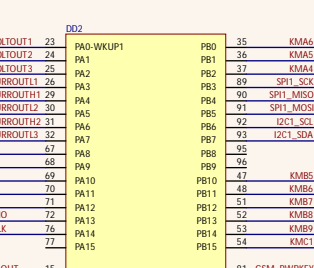 DD2
LTOUT1 23 PA0-WKUP1 PB0 35 KMA6
LTOUT2 24 PA1 PB1 36 KMA5
LTOUT3 25 PA2 PB2 37 KMA4
RROUTL1 26 PA3 PB3 89 SPI1_SCK
RROUTH1 29 PA4 PB4 90 SPI1_MISO
RROUTL2 30 PA5 PB5 91 SPI1_MOSI
RROUTH2 31 PA6 PB6 92 I2C1_SCL
RROUTL3 32 PA7 PB7 93 I2C1_SDA
67 PA8 PB8 95
68 PA9 PB9 96
69 PA10 PB10 47 KMB5
70 PA11 PB11 48 KMB6
71 PA12 PB12 51 KMB7
72 PA13 PB13 52 KMB8
76 PA14 PB14 53 KMB9
77 PA15 PB15 54 KMC1